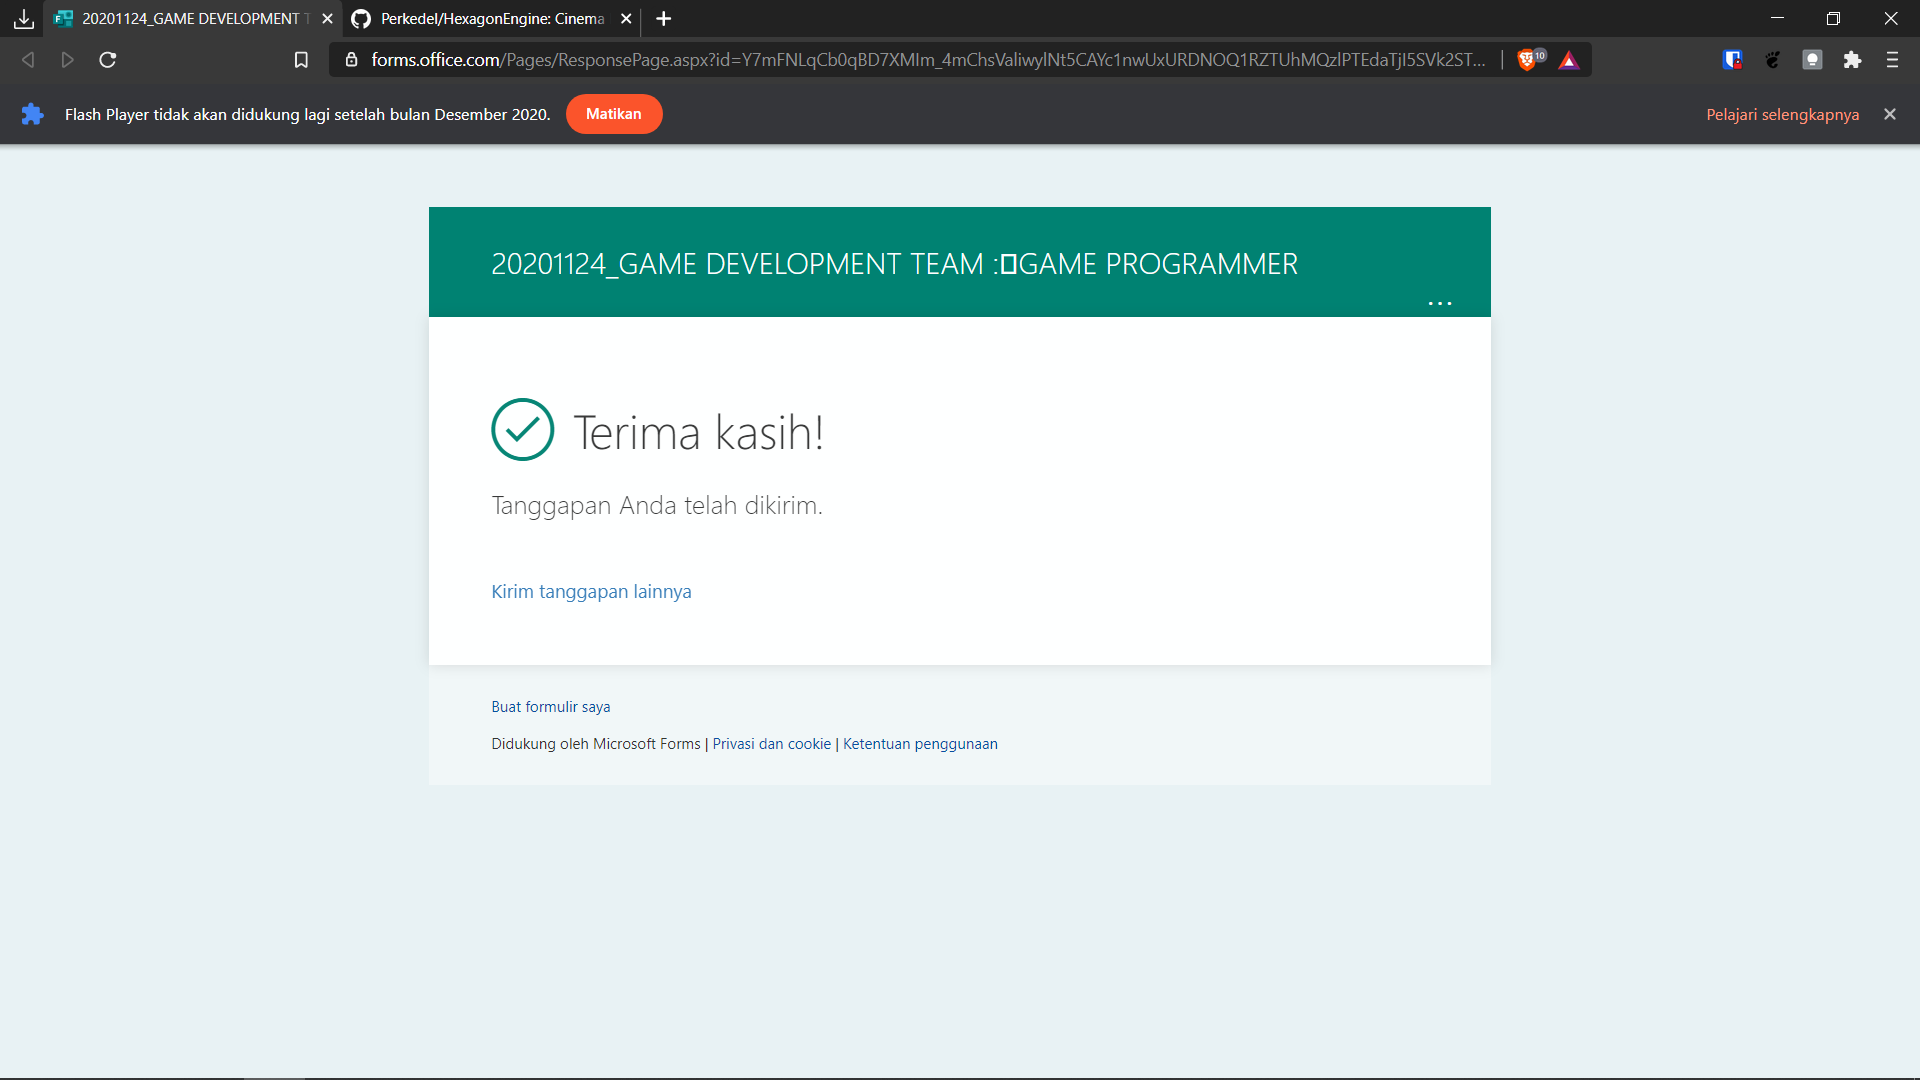 20201124_GAME DEVELOPMENT T
Perkedel/HexagonEngine: Cinema
forms.office.com/Pages/ResponsePage.aspx?id=Y7mFNLqCb0qBD7XMIm_4mChsValiwylNt5CAYc1nwUxURDNOQ1RZTUhMQzlPTEdaTjI5SVk2ST...
10
Flash Player tidak akan didukung lagi setelah bulan Desember 2020.
Matikan
Pelajari selengkapnya
20201124_GAME DEVELOPMENT TEAM :GAME PROGRAMMER
...
Terima kasih!
Tanggapan Anda telah dikirim.
Kirim tanggapan lainnya
Buat formulir saya
Didukung oleh Microsoft Forms | Privasi dan cookie | Ketentuan penggunaan